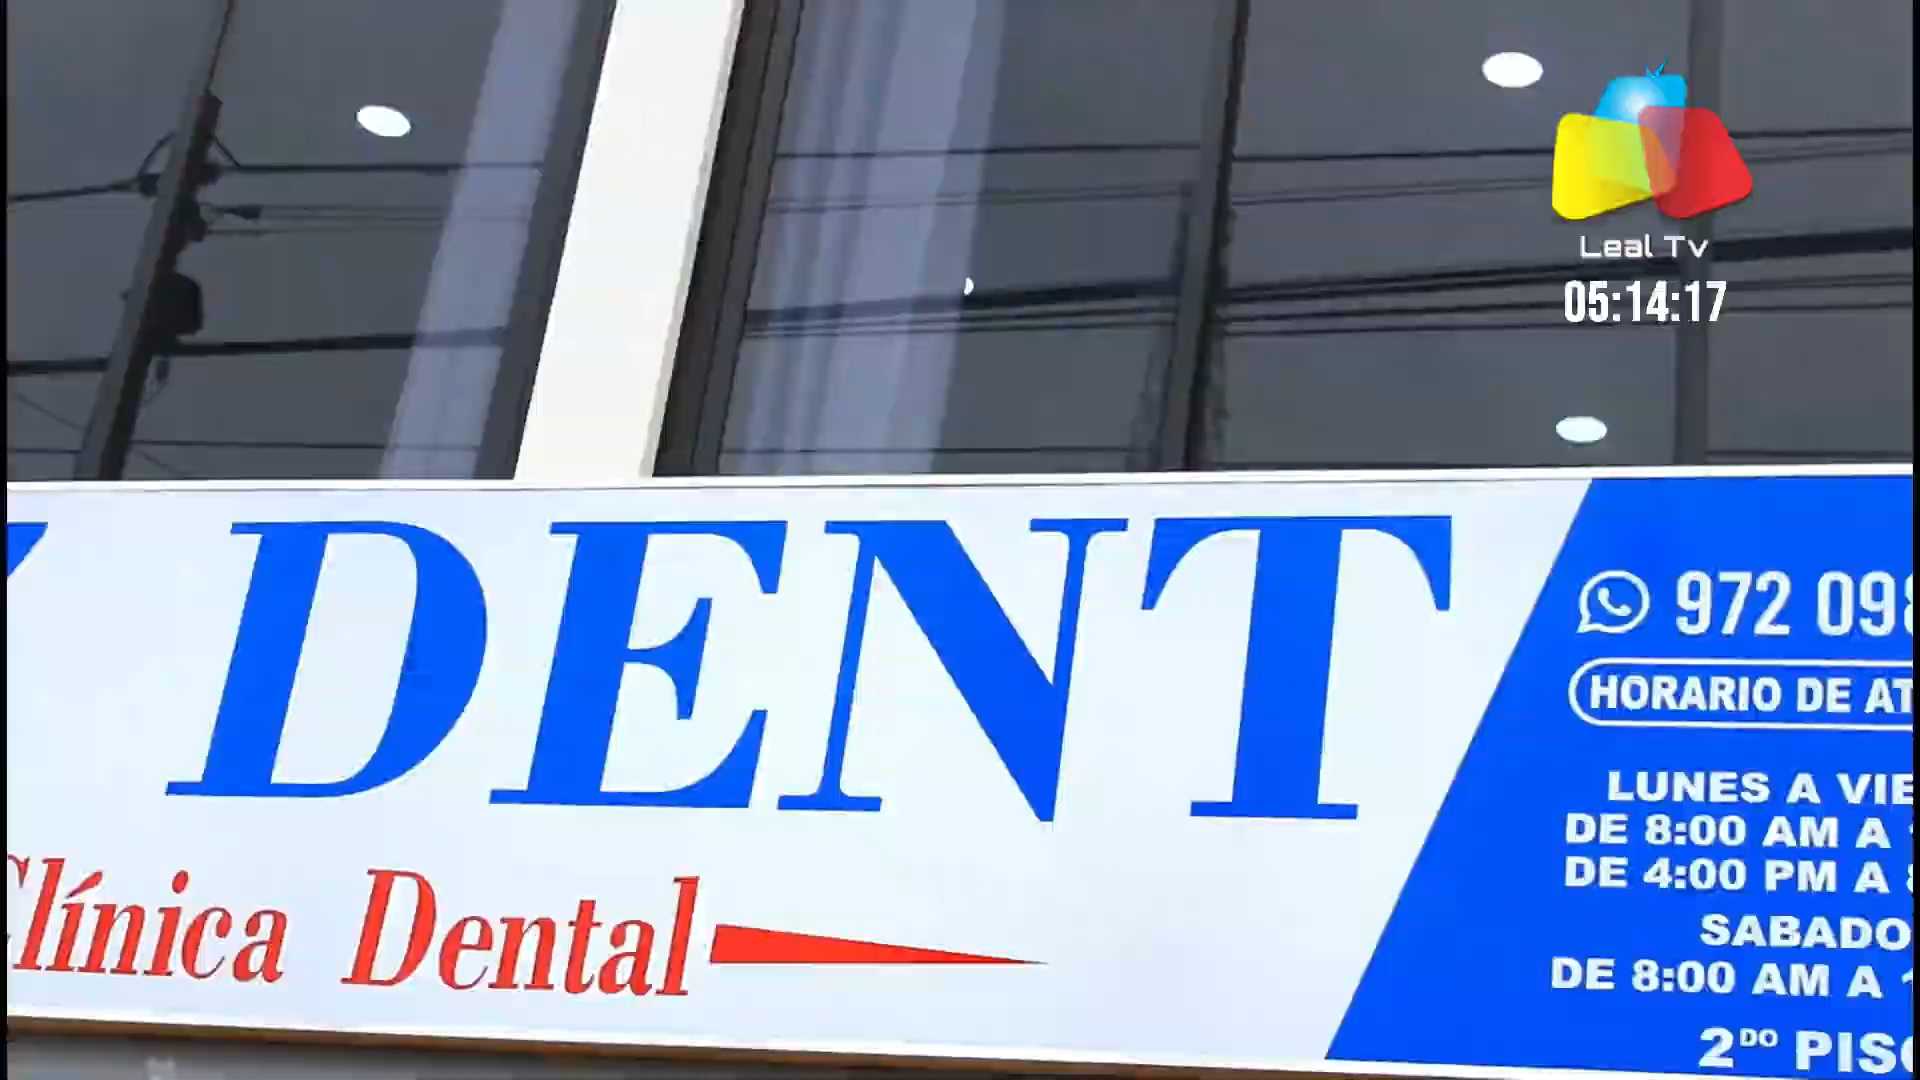 Leal Tv
05:14:17
DENT
Clínica Dental
972 098
HORARIO DE AT
LUNES A VIE
DE 8:00 AM A
DE 4:00 PM A
SABADO
DE 8:00 AM A
2DO PISO